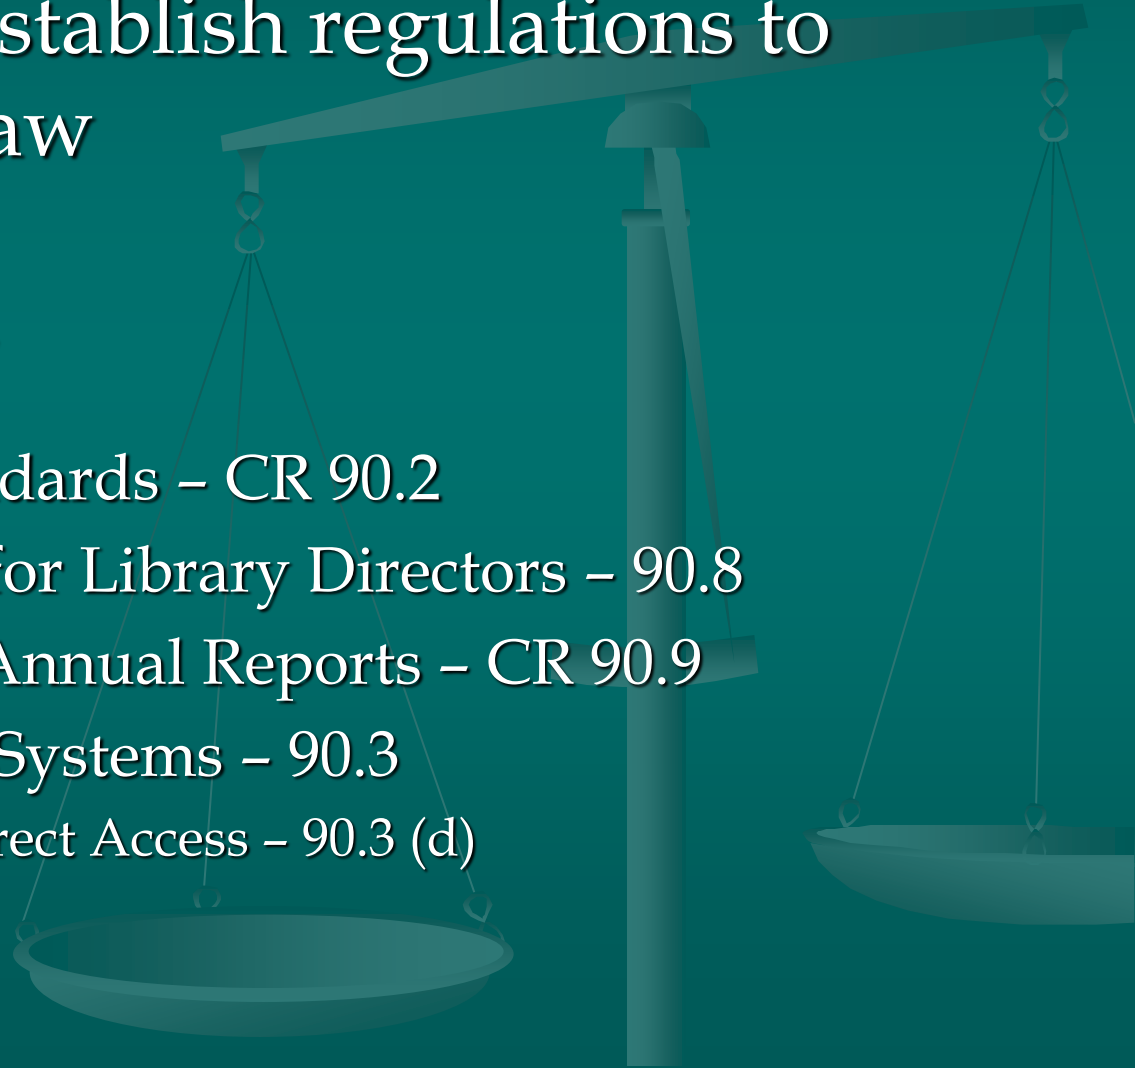 stablish regulations to
aw
dards – CR 90.2
for Library Directors – 90.8
Annual Reports – CR 90.9
Systems – 90.3
rect Access – 90.3 (d)